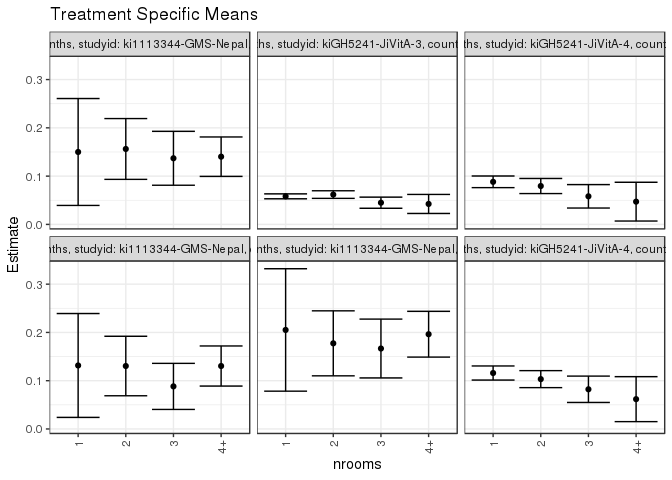 Treatment Specific Means
nths, studyid: ki1113344-GMS-Nepal,
hs, studyid: kiGH5241-JiVitA-3, count
ths, studyid: kiGH5241-JiVitA-4, count
0.3
0.2
0.1
0.0
nths, studyid: ki1113344-GMS-Nepal,
nths, studyid: ki1113344-GMS-Nepal,
ths, studyid: kiGH5241-JiVitA-4, count
0.3
0.2
0.1
0.0
Estimate
1
2
3
4+
1
2
3
4+
1
2
3
4+
nrooms